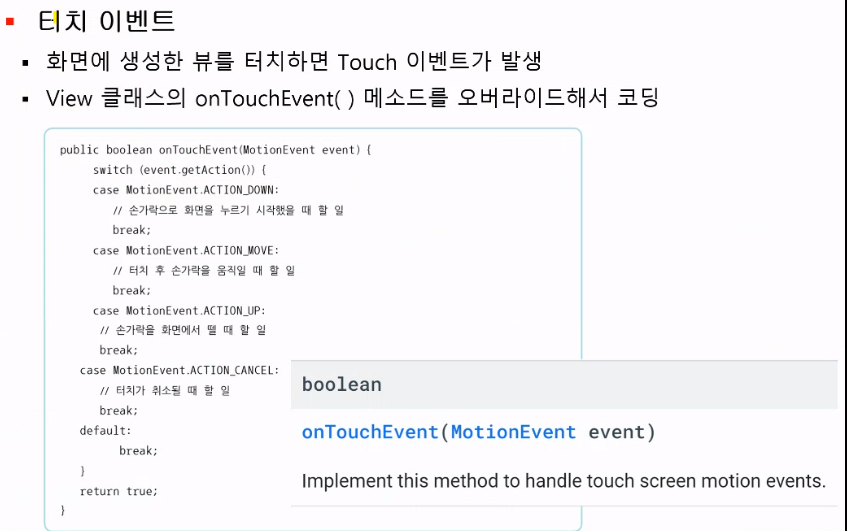 터치 이벤트
화면에 생성한 뷰를 터치하면 Touch 이벤트가 발생
View 클래스의 onTouchEvent( ) 메소드를 오버라이드해서 코딩
public boolean onTouchEvent(MotionEvent event) {
switch (event.getAction()) {
case MotionEvent.ACTION_DOWN:
// 손가락으로 화면을 누르기 시작했을 때 할 일
break;
case MotionEvent.ACTION_MOVE:
// 터치 후 손가락을 움직일 때 할 일
break;
case MotionEvent.ACTION_UP:
// 손가락을 화면에서 뗄 때 할 일
break;
case MotionEvent.ACTION_CANCEL:
// 터치가 취소될 때 할 일
break;
default:
break;
}
return true;
}
boolean
onTouchEvent(MotionEvent event)
Implement this method to handle touch screen motion events.